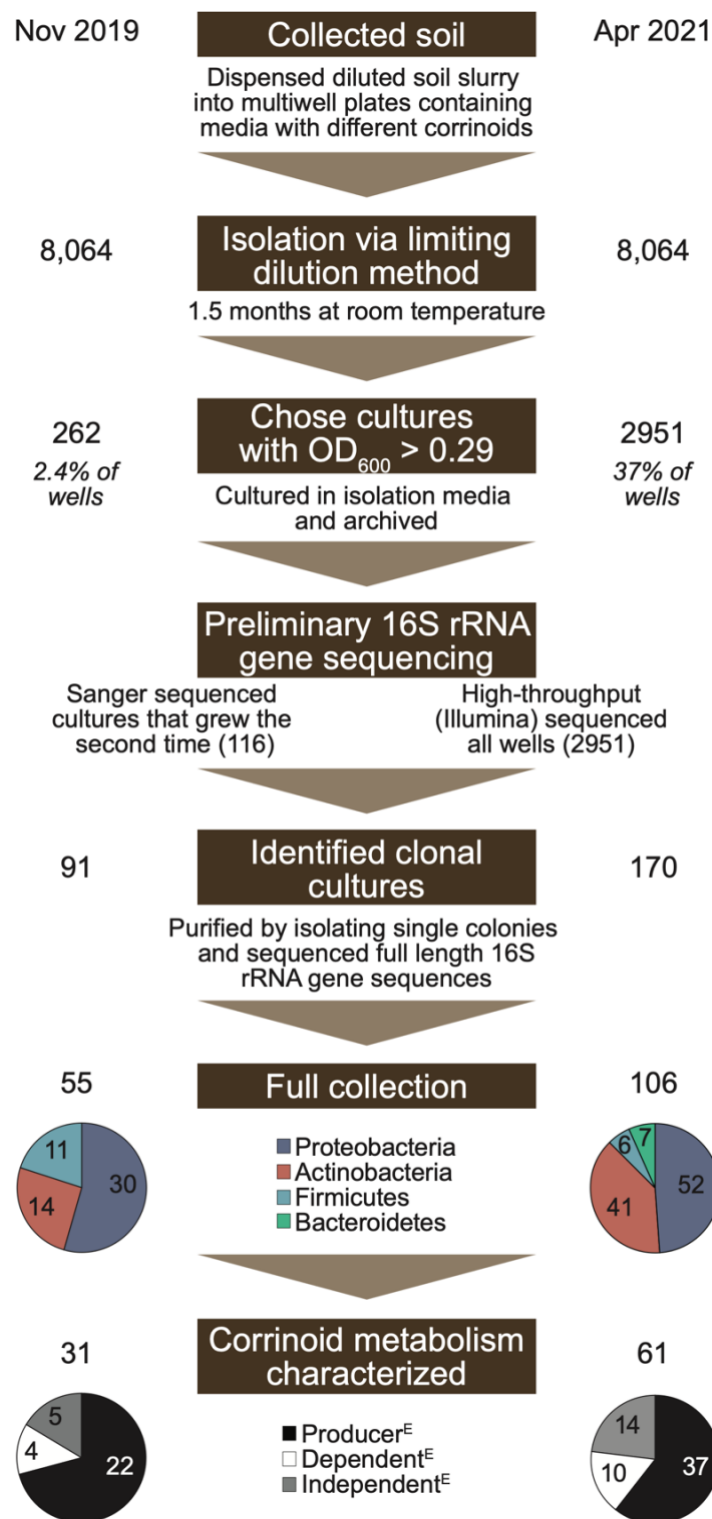 Nov 2019
Collected soil
Apr 2021
Dispensed diluted soil slurry
into multiwell plates containing
media with different corrinoids
8,064
Isolation via limiting
dilution method
8,064
1.5 months at room temperature
262
2.4% of
wells
Chose cultures
with OD600 > 0.29
2951
37% of
wells
Cultured in isolation media
and archived
Preliminary 16S rRNA
gene sequencing
Sanger sequenced
cultures that grew the
second time (116)
High-throughput
(Illumina) sequenced
all wells (2951)
91
Identified clonal
cultures
170
Purified by isolating single colonies
and sequenced full length 16S
rRNA gene sequences
55
Full collection
106
11
30
14
Proteobacteria
Actinobacteria
Firmicutes
Bacteroidetes
6
7
52
41
31
Corrinoid metabolism
characterized
61
5
4
22
ProducerE
DependentE
IndependentE
14
10
37